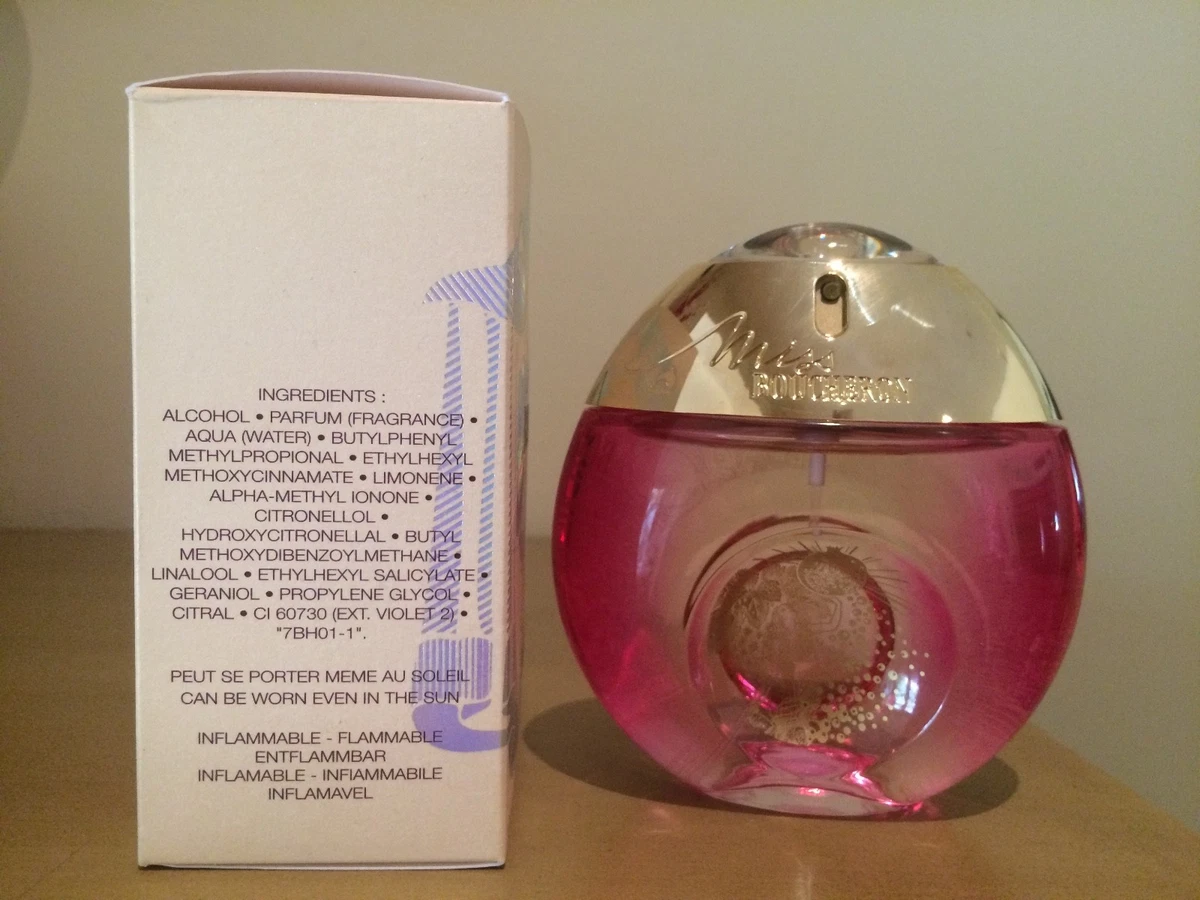 INGREDIENTS :
ALCOHOL • PARFUM (FRAGRANCE) •
AQUA (WATER) • BUTYLPHENYL
METHYLPROPIONAL • ETHYLHEXYL
METHOXYCINNAMATE • LIMONENE •
ALPHA-METHYL IONONE •
CITRONELLOL •
HYDROXYCITRONELLAL • BUTYL
METHOXYDIBENZOYLMETHANE •
LINALOOL • ETHYLHEXYL SALICYLATE •
GERANIOL • PROPYLENE GLYCOL •
CITRAL • CI 60730 (EXT. VIOLET 2) •
"7BH01-1".
PEUT SE PORTER MEME AU SOLEIL
CAN BE WORN EVEN IN THE SUN
INFLAMMABLE - FLAMMABLE
ENTFLAMMBAR
INFLAMABLE - INFIAMMABILE
INFLAMAVEL
Miss
BOUCHERON